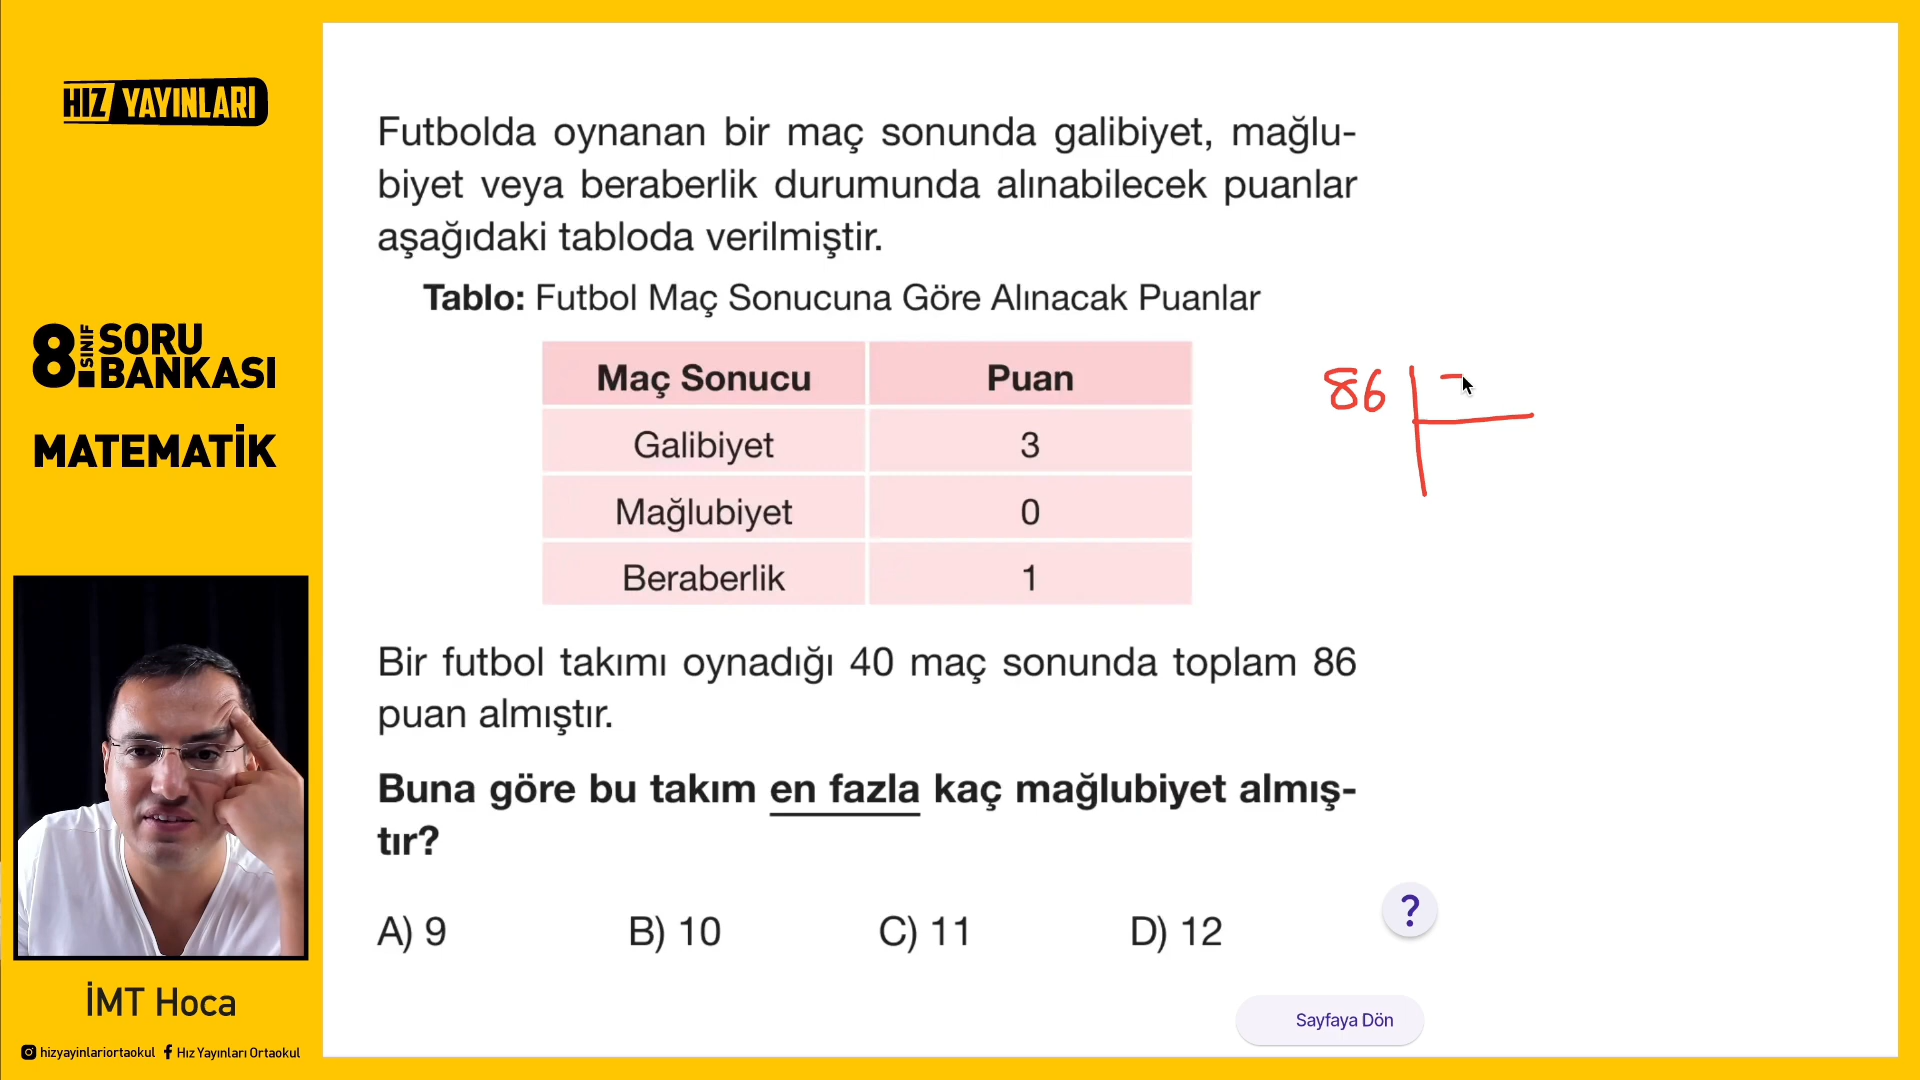 HIZ YAYINLARI
8. SINIF SORU BANKASI
MATEMATİK
İMT Hoca
hizyayinlariortaokul Hız Yayınları Ortaokul
Futbolda oynanan bir maç sonunda galibiyet, mağlu-
biyet veya beraberlik durumunda alınabilecek puanlar
aşağıdaki tabloda verilmiştir.
Tablo: Futbol Maç Sonucuna Göre Alınacak Puanlar
Maç Sonucu Puan
Galibiyet 3
Mağlubiyet 0
Beraberlik 1
86
Bir futbol takımı oynadığı 40 maç sonunda toplam 86
puan almıştır.
Buna göre bu takım en fazla kaç mağlubiyet almış-
tır?
A) 9 B) 10 C) 11 D) 12
?
Sayfaya Dön